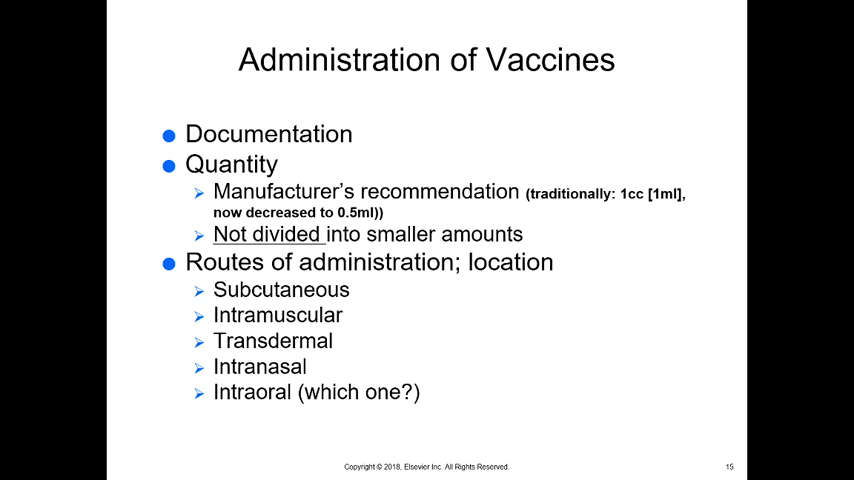 Administration of Vaccines
Documentation
Quantity
Manufacturer's recommendation (traditionally: 1cc [1ml],
now decreased to 0.5ml))
Not divided into smaller amounts
Routes of administration; location
Subcutaneous
Intramuscular
Transdermal
Intranasal
Intraoral (which one?)
Copyright © 2018, Elsevier Inc. All Rights Reserved.
15